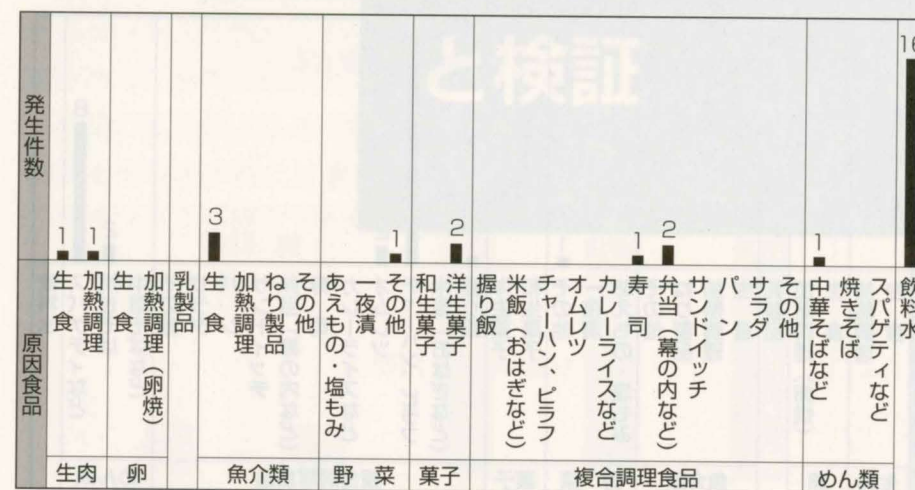 と検証
発生件数
1
1
3
1
2
1
2
1
16
原因食品
生食
加熱調理
生食
加熱調理（卵焼）
乳製品
生食
加熱調理
ねり製品
その他
あえもの・塩もみ
一夜漬
その他
和生菓子
洋生菓子
握り飯
米飯（おはぎなど）
チャーハン、ピラフ
オムレツ
カレーライスなど
寿司
弁当（幕の内など）
サンドイッチ
パン
サラダ
その他
中華そばなど
焼きそば
スパゲティなど
飲料水
生肉
卵
魚介類
野菜
菓子
複合調理食品
めん類